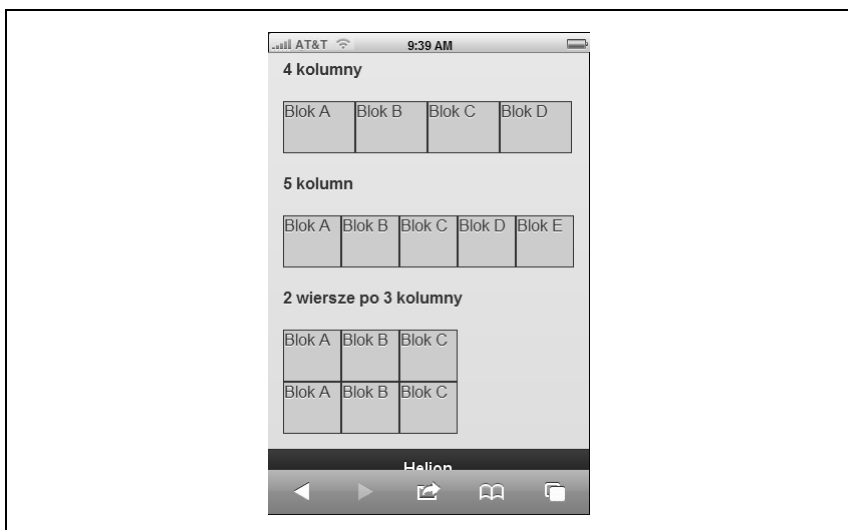 AT&T 9:39 AM
4 kolumny
Blok A Blok B Blok C Blok D
5 kolumn
Blok A Blok B Blok C Blok D Blok E
2 wiersze po 3 kolumny
Blok A Blok B Blok C
Blok A Blok B Blok C
Helion